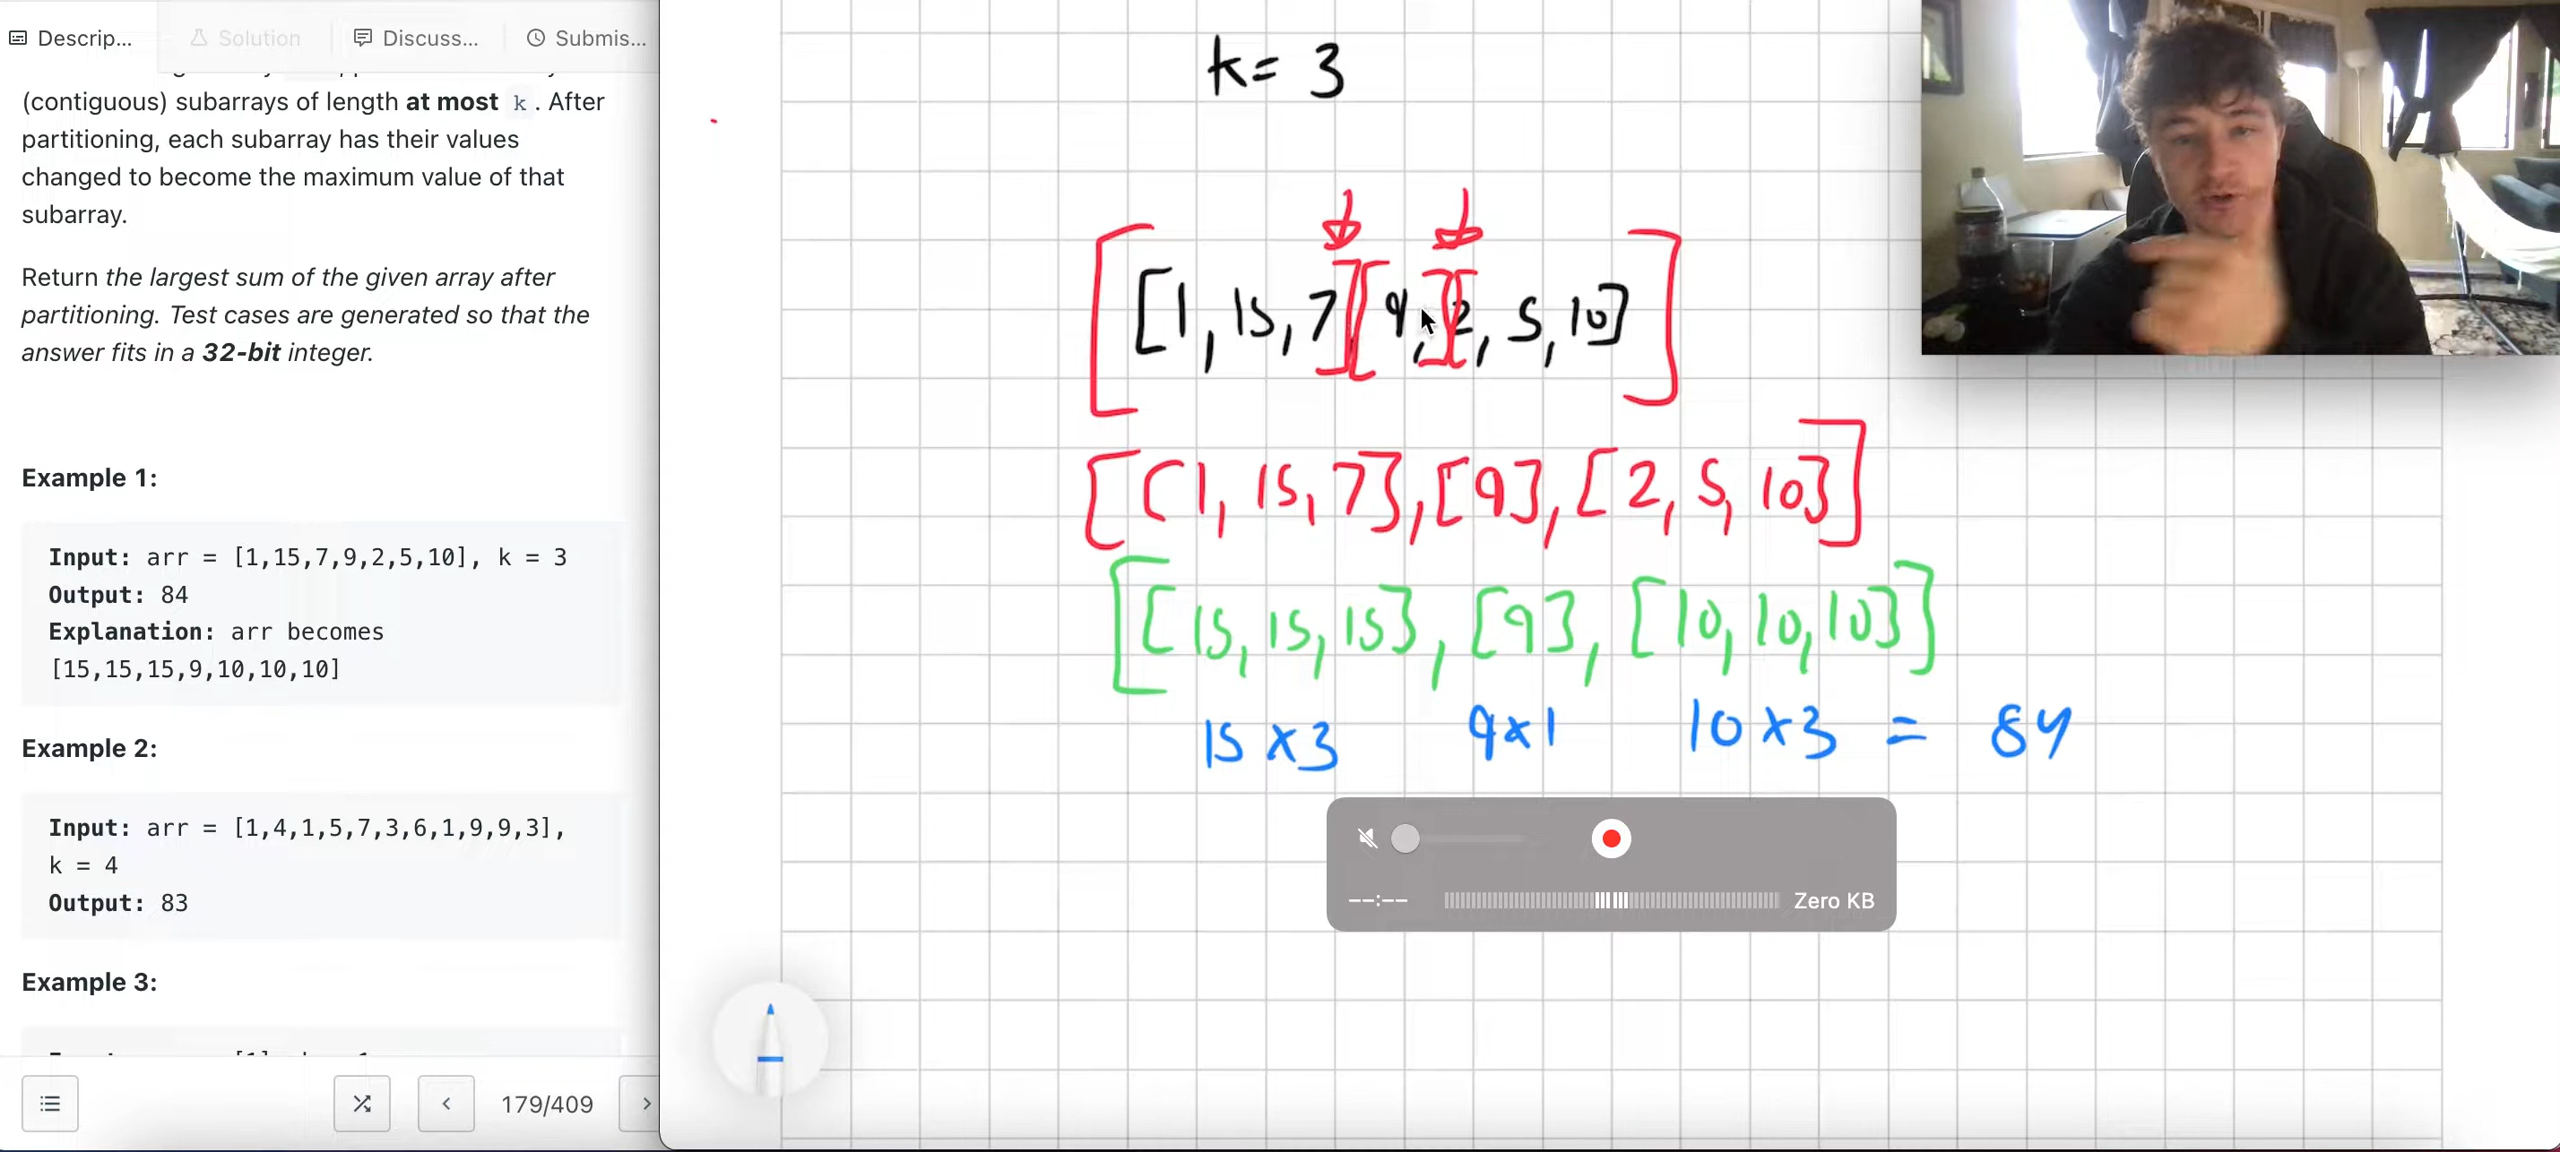 Descrip...
Solution
Discuss...
Submis...
(contiguous) subarrays of length at most k . After
partitioning, each subarray has their values
changed to become the maximum value of that
subarray.
Return the largest sum of the given array after
partitioning. Test cases are generated so that the
answer fits in a 32-bit integer.
Example 1:
Input: arr = [1,15,7,9,2,5,10], k = 3
Output: 84
Explanation: arr becomes
[15,15,15,9,10,10,10]
Example 2:
Input: arr = [1,4,1,5,7,3,6,1,9,9,3],
k = 4
Output: 83
Example 3:
179/409
k = 3
[[1, 15, 7][9,][2, 5, 10]]
[[1, 15, 7], [9], [2, 5, 10]]
[[15, 15, 15], [9], [10, 10, 10]]
15 x 3 9 x 1 10 x 3 = 84
--:--
Zero KB